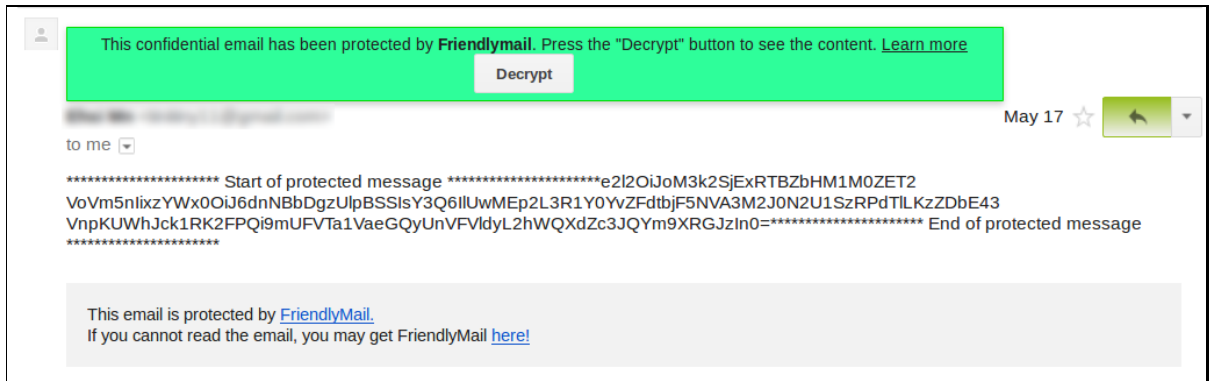 This confidential email has been protected by Friendlymail. Press the "Decrypt" button to see the content. Learn more
Decrypt
May 17
to me
********************** Start of protected message **********************e2l2OiJoM3k2SjExRTBZbHM1M0ZET2
VoVm5nIixzYWx0OiJ6dnNBbDgzUlpBSSIsY3Q6IlUwMEp2L3R1Y0YvZFdtbjF5NVA3M2J0N2U1SzRPdTlLKzZDbE43
VnpKUWhJck1RK2FPQi9mUFVTa1VaeGQyUnVFVldyL2hWQXdZc3JQYm9XRGJzIn0=********************** End of protected message
**********************
This email is protected by FriendlyMail.
If you cannot read the email, you may get FriendlyMail here!